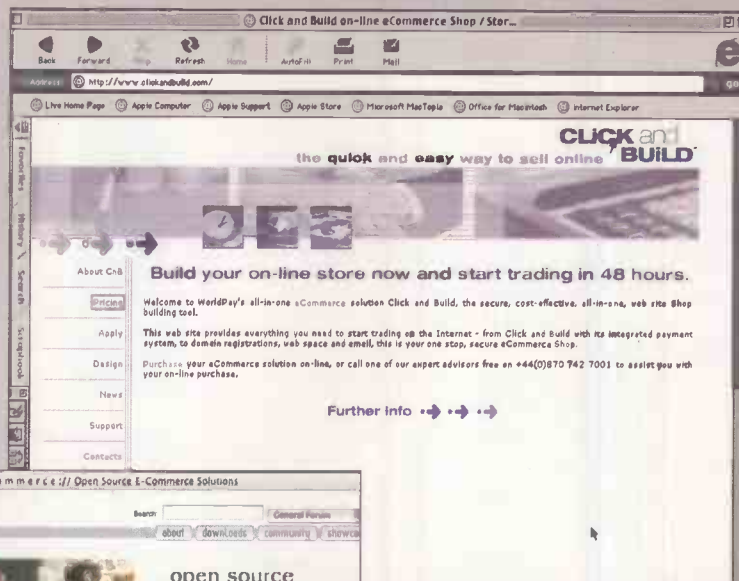 Click and Build on-line eCommerce Shop / Stor...
Back Forward Stop Refresh Home AutoFill Print Mail
Address http://www.clickandbuild.com/ GO
Live Home Page Apple Computer Apple Support Apple Store Microsoft MacTopia Office for Macintosh Internet Explorer
Favorites History Search Scrapbook
CLiCK and
BUiLD
the quick and easy way to sell online
About CnB
Pricing
Apply
Design
News
Support
Contacts
Build your on-line store now and start trading in 48 hours.
Welcome to WorldPay's all-in-one eCommerce solution Click and Build, the secure, cost-effective, all-in-one, web site Shop
building tool.
This web site provides everything you need to start trading on the Internet - from Click and Build with its integrated payment
system, to domain registrations, web space and email, this is your one stop, secure eCommerce Shop.
Purchase your eCommerce solution on-line, or call one of our expert advisors free on +44(0)870 742 7001 to assist you with
your on-line purchase.
Further info
mmerce :// Open Source E-Commerce Solutions
Search General Forum
about downloads community showca
open source